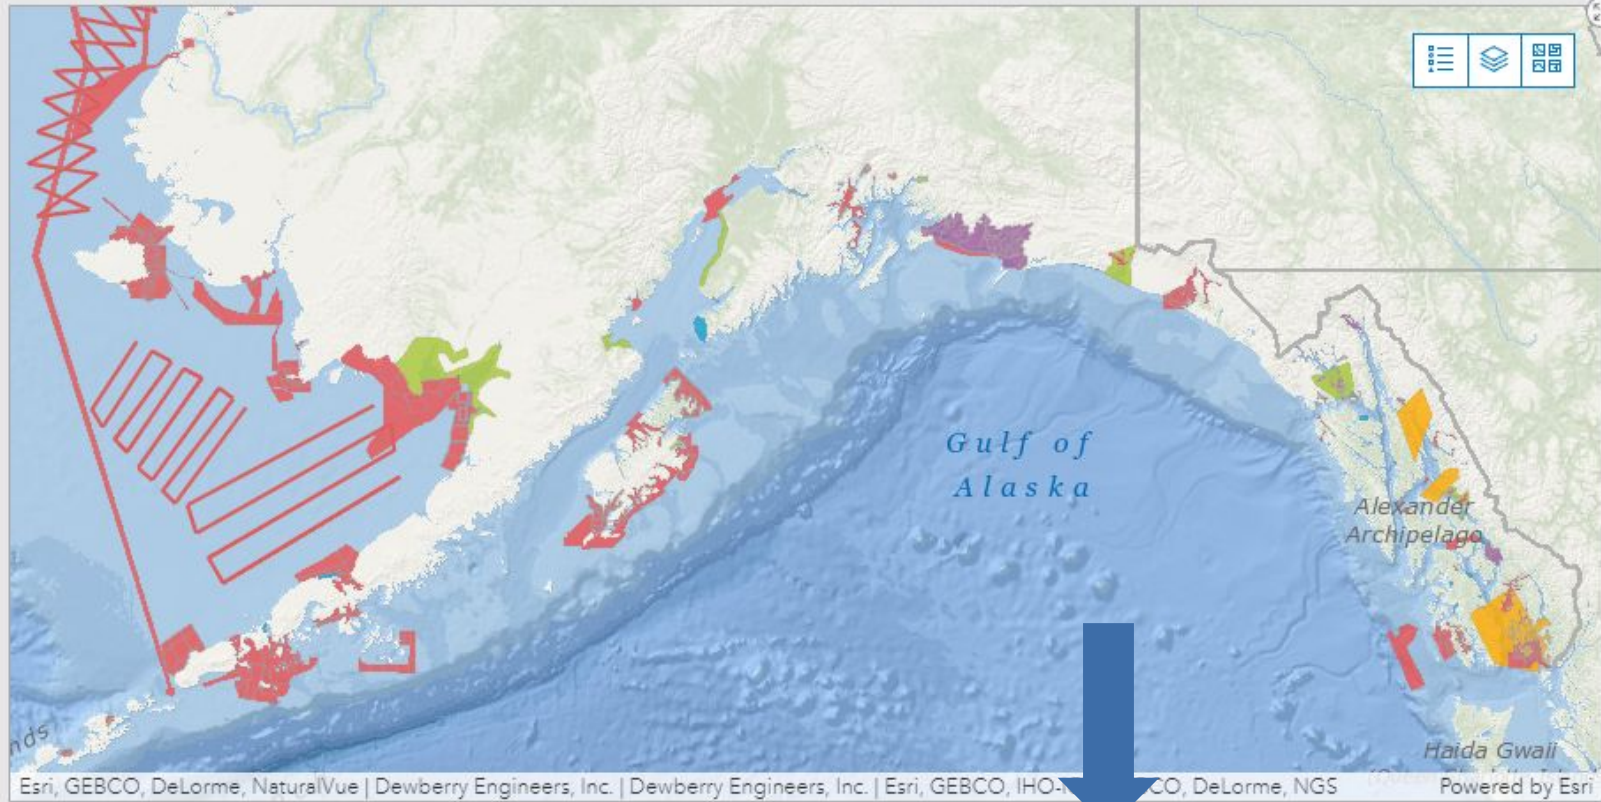 Gulf of
Alaska
Alexander
Archipelago
Haida Gwaii
nds
Esri, GEBCO, DeLorme, NaturalVue | Dewberry Engineers, Inc. | Dewberry Engineers, Inc. | Esri, GEBCO, CO, DeLorme, NGS
Powered by Esri